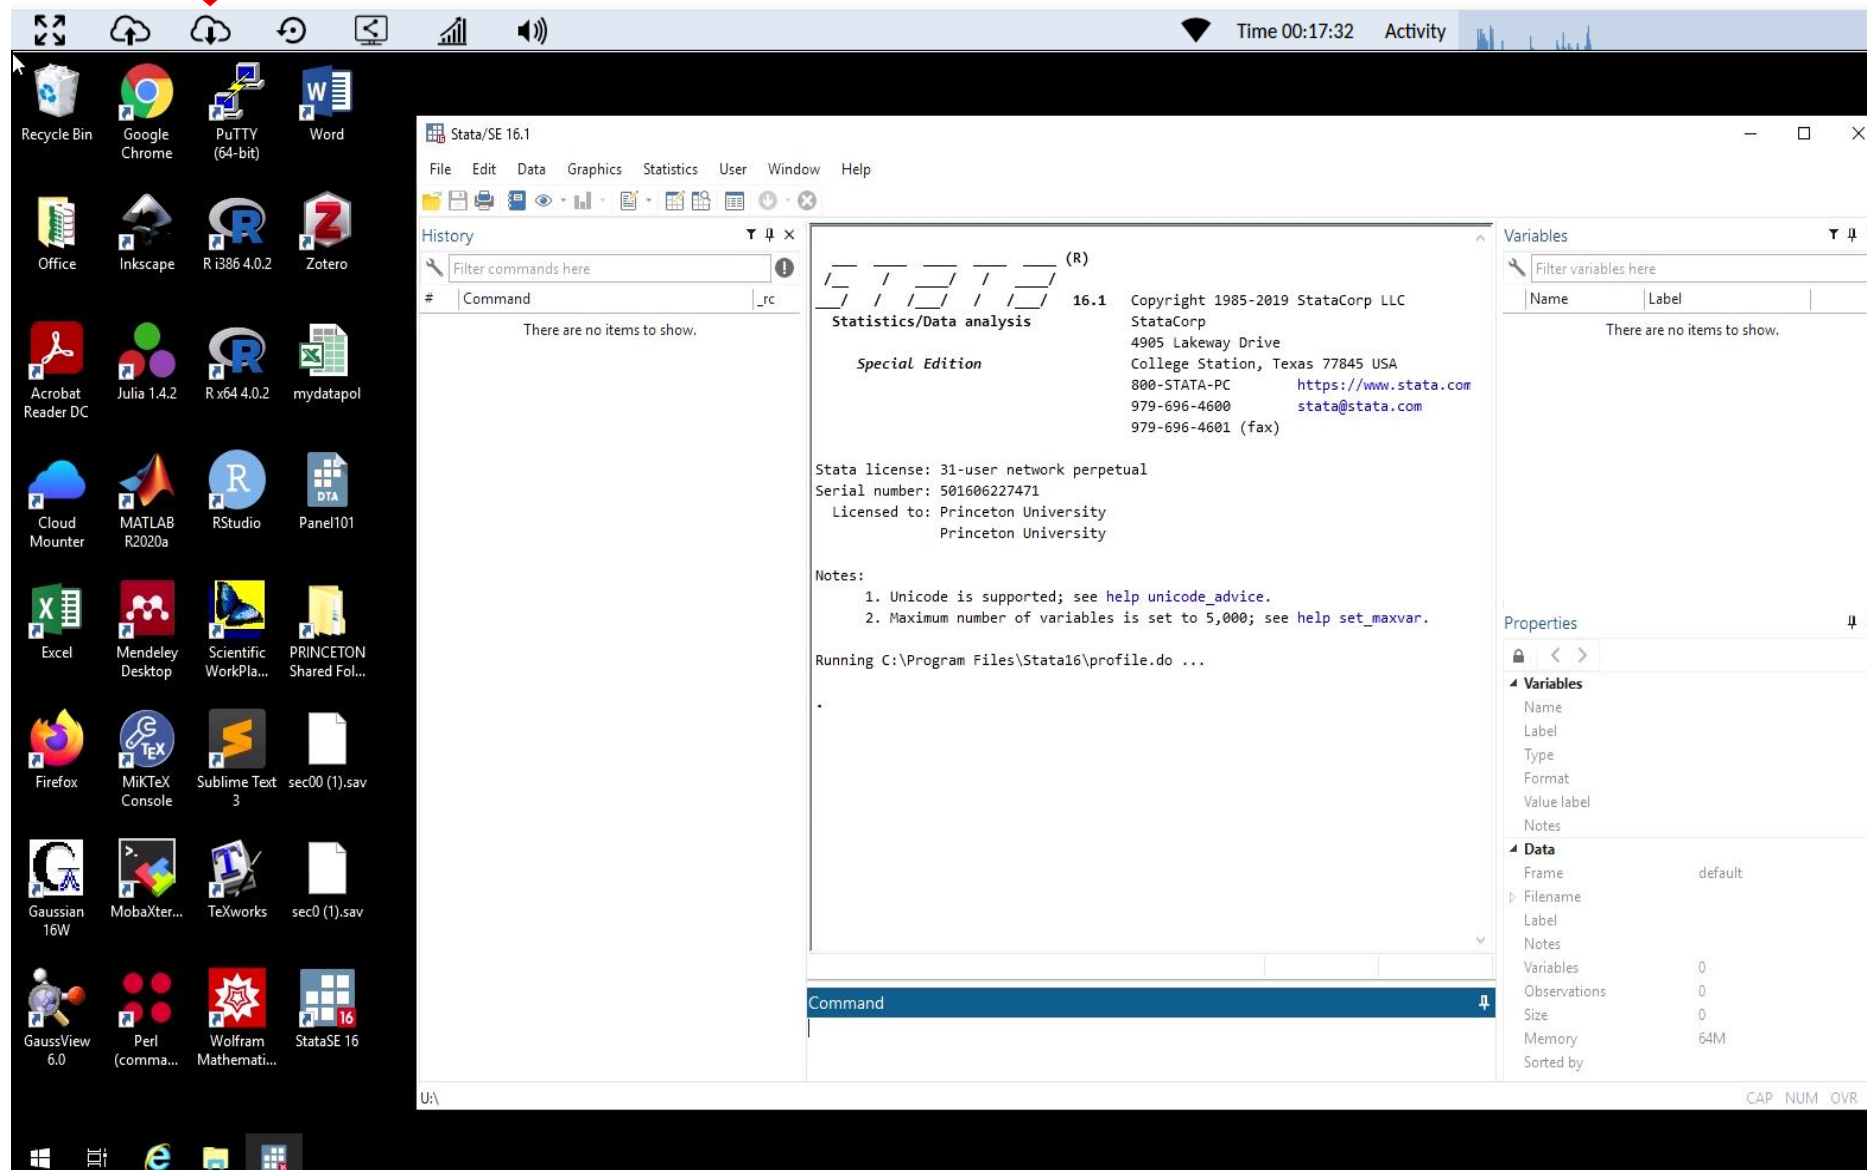 Time 00:17:32 Activity
Recycle Bin
Google
Chrome
PuTTY
(64-bit)
Word
Office
Inkscape
R i386 4.0.2
Zotero
Acrobat
Reader DC
Julia 1.4.2
R x64 4.0.2
mydatapol
Cloud
Mounter
MATLAB
R2020a
RStudio
DTA
Panel101
Excel
Mendeley
Desktop
Scientific
WorkPla...
PRINCETON
Shared Fol...
Firefox
MiKTeX
Console
Sublime Text
3
sec00 (1).sav
Gaussian
16W
MobaXter...
TeXworks
sec0 (1).sav
GaussView
6.0
Perl
(comma...
Wolfram
Mathemati...
16
StataSE 16
Stata/SE 16.1
File Edit Data Graphics Statistics User Window Help
History
Filter commands here
# Command _rc
There are no items to show.
(R)
16.1 Copyright 1985-2019 StataCorp LLC
Statistics/Data analysis StataCorp
4905 Lakeway Drive
Special Edition College Station, Texas 77845 USA
800-STATA-PC https://www.stata.com
979-696-4600 stata@stata.com
979-696-4601 (fax)
Stata license: 31-user network perpetual
Serial number: 501606227471
Licensed to: Princeton University
Princeton University
Notes:
1. Unicode is supported; see help unicode_advice.
2. Maximum number of variables is set to 5,000; see help set_maxvar.
Running C:\Program Files\Stata16\profile.do ...
.
Command
Variables
Filter variables here
Name Label
There are no items to show.
Properties
Variables
Name
Label
Type
Format
Value label
Notes
Data
Frame default
Filename
Label
Notes
Variables 0
Observations 0
Size 0
Memory 64M
Sorted by
U:\
CAP NUM OVR